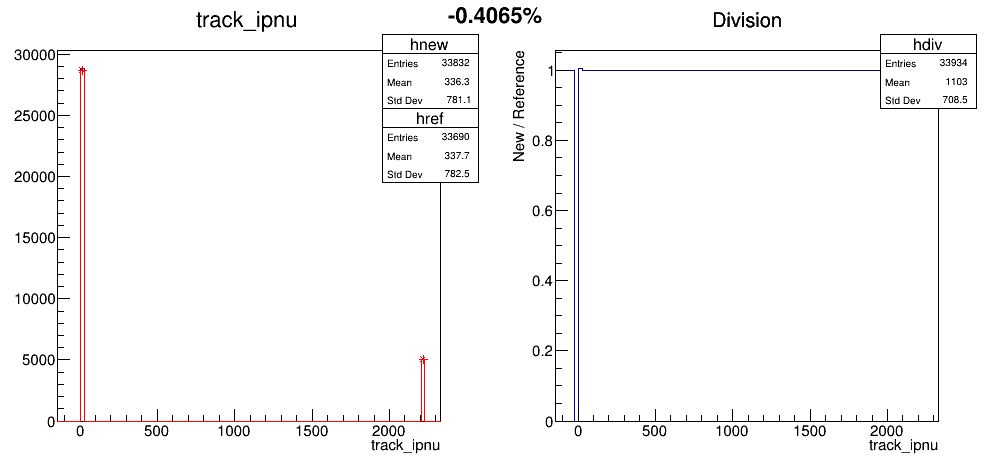 -0.4065%
track_ipnu
hnew
Entries 33832
Mean 336.3
Std Dev 781.1
href
Entries 33690
Mean 337.7
Std Dev 782.5
30000
25000
20000
15000
10000
5000
0
0 500 1000 1500 2000
track_ipnu
Division
hdiv
Entries 33934
Mean 1103
Std Dev 708.5
New / Reference
1
0.8
0.6
0.4
0.2
0
0 500 1000 1500 2000
track_ipnu